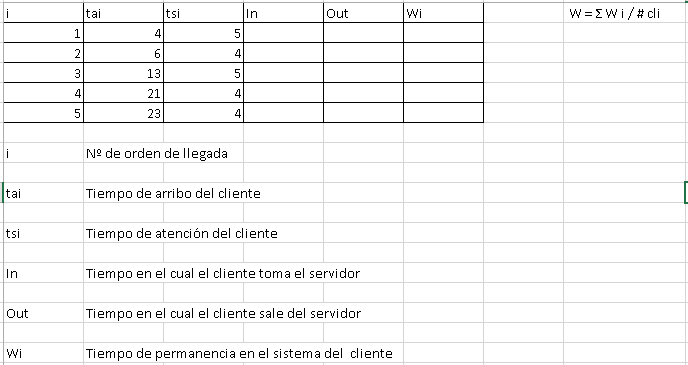 i tai tsi In Out Wi W = Σ W i / # cli
1 4 5
2 6 4
3 13 5
4 21 4
5 23 4
i Nº de orden de llegada
tai Tiempo de arribo del cliente
tsi Tiempo de atención del cliente
In Tiempo en el cual el cliente toma el servidor
Out Tiempo en el cual el cliente sale del servidor
Wi Tiempo de permanencia en el sistema del cliente